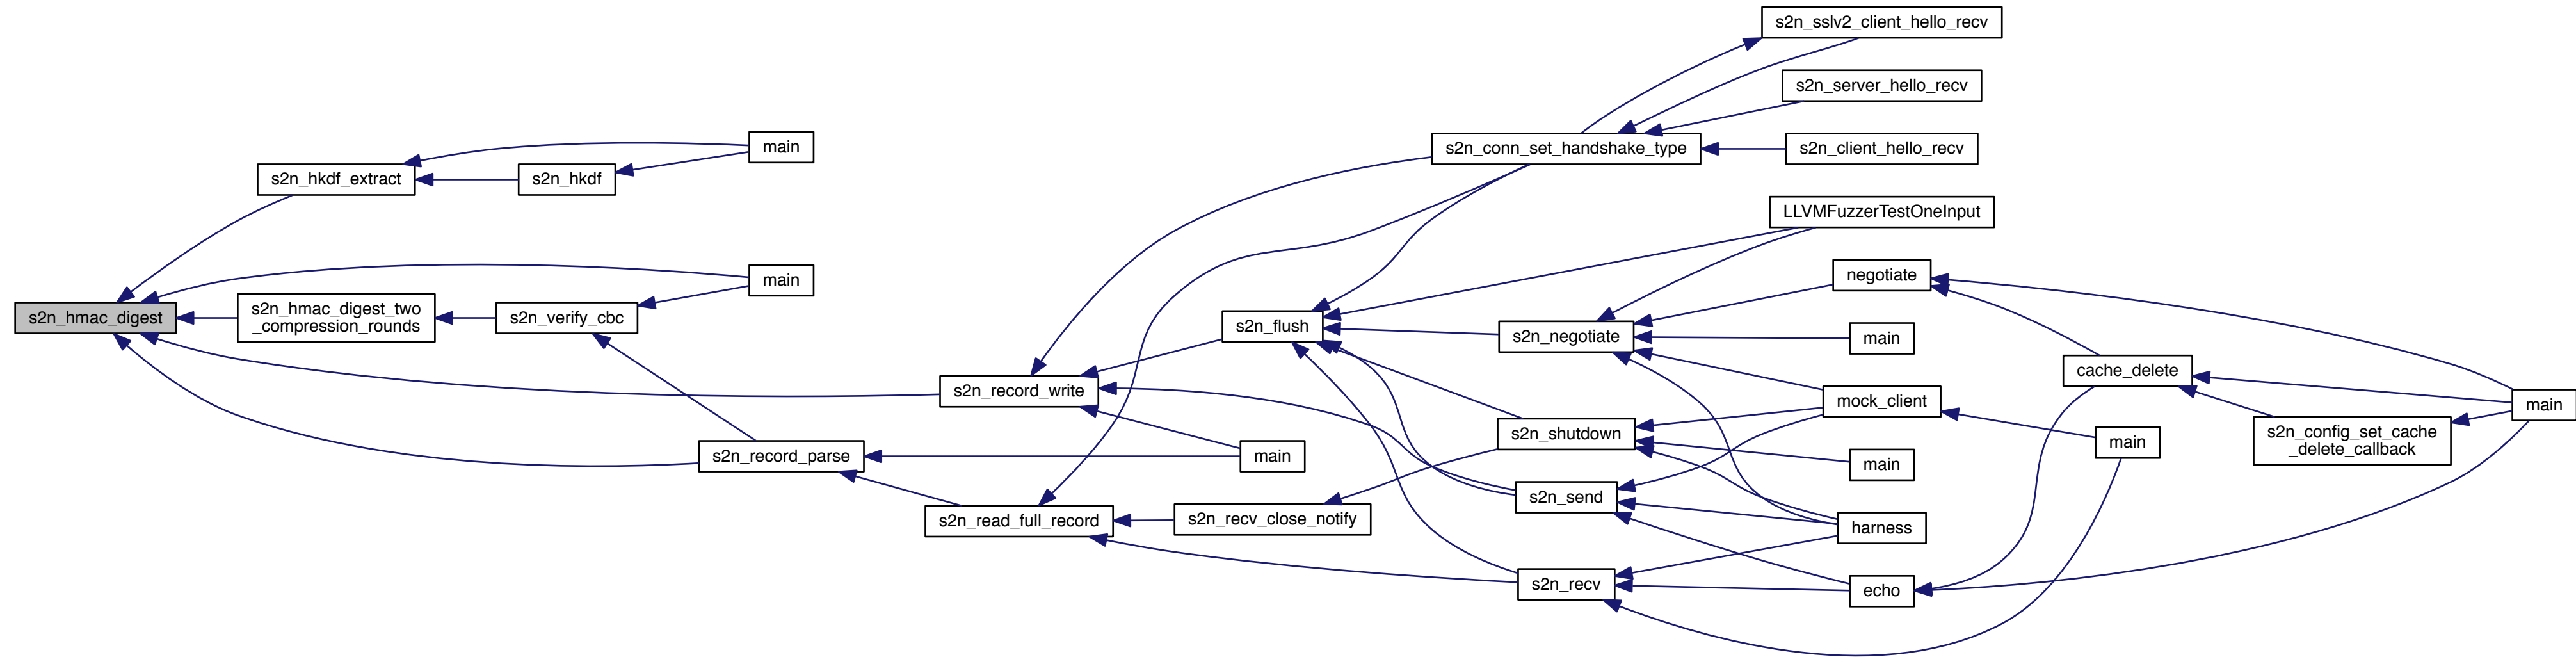 s2n_sslv2_client_hello_recv
s2n_server_hello_recv
main
s2n_conn_set_handshake_type
s2n_client_hello_recv
s2n_hkdf_extract
s2n_hkdf
LLVMFuzzerTestOneInput
main
negotiate
s2n_hmac_digest
s2n_hmac_digest_two
_compression_rounds
s2n_verify_cbc
s2n_flush
s2n_negotiate
main
cache_delete
s2n_record_write
mock_client
main
s2n_shutdown
main
s2n_config_set_cache
_delete_callback
s2n_record_parse
main
main
s2n_send
s2n_read_full_record
s2n_recv_close_notify
harness
s2n_recv
echo